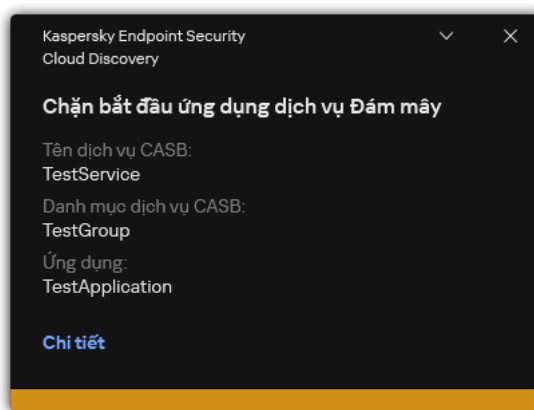 Kaspersky Endpoint Security
Cloud Discovery
Chặn bắt đầu ứng dụng dịch vụ Đám mây
Tên dịch vụ CASB:
TestService
Danh mục dịch vụ CASB:
TestGroup
Ứng dụng:
TestApplication
Chi tiết